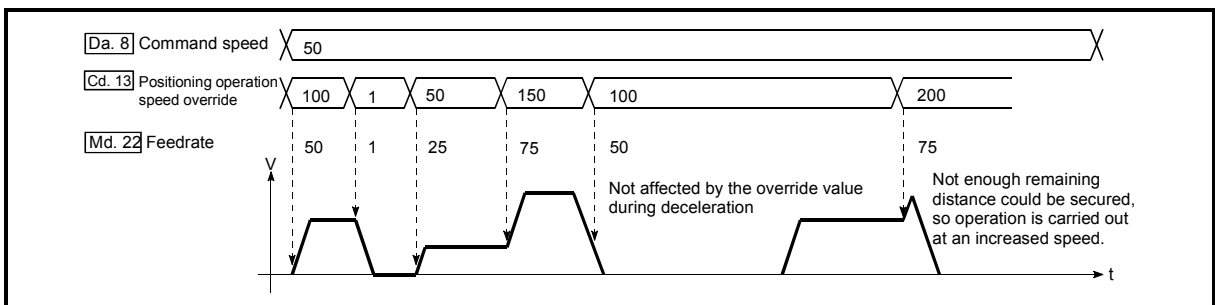 Da. 8 Command speed 50
Cd. 13 Positioning operation
speed override
100 1 50 150 100 200
Md. 22 Feedrate 50 1 25 75 50 75
V
Not affected by the override value
during deceleration
Not enough remaining
distance could be secured,
so operation is carried out
at an increased speed.
t